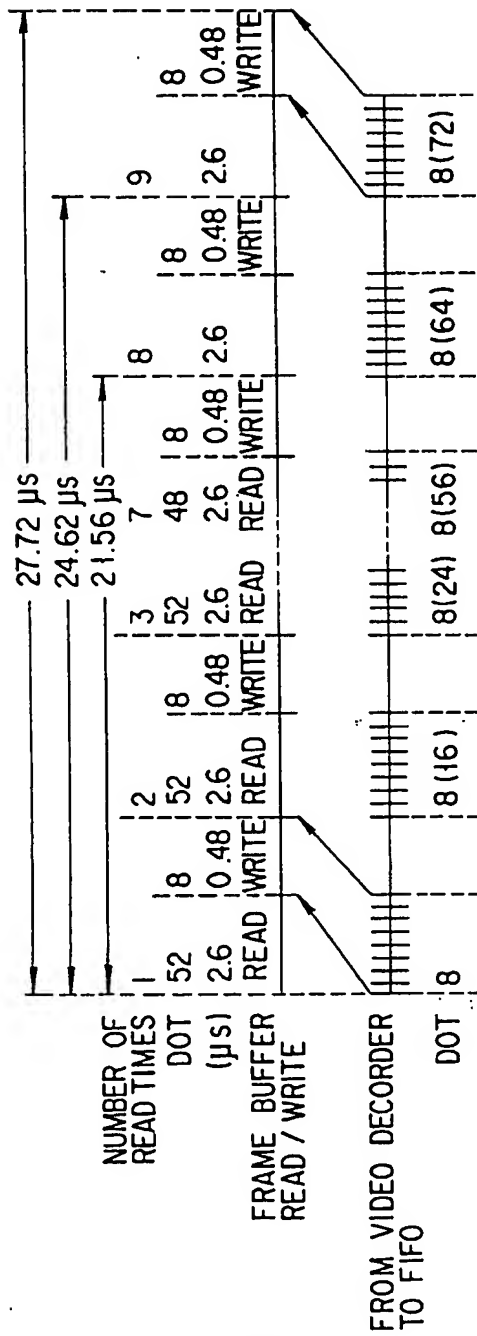 27.72 μs
24.62 μs
21.56 μs
NUMBER OF READ TIMES 1 2 3 7 8 9
DOT 52 8 52 8 52 48 8 8 8
(μs) 2.6 0.48 2.6 0.48 2.6 2.6 0.48 2.6 0.48 2.6 0.48
FRAME BUFFER READ / WRITE READ WRITE READ WRITE READ READ WRITE WRITE WRITE
FROM VIDEO DECORDER
TO FIFO
DOT 8 8(16) 8(24) 8(56) 8(64) 8(72)